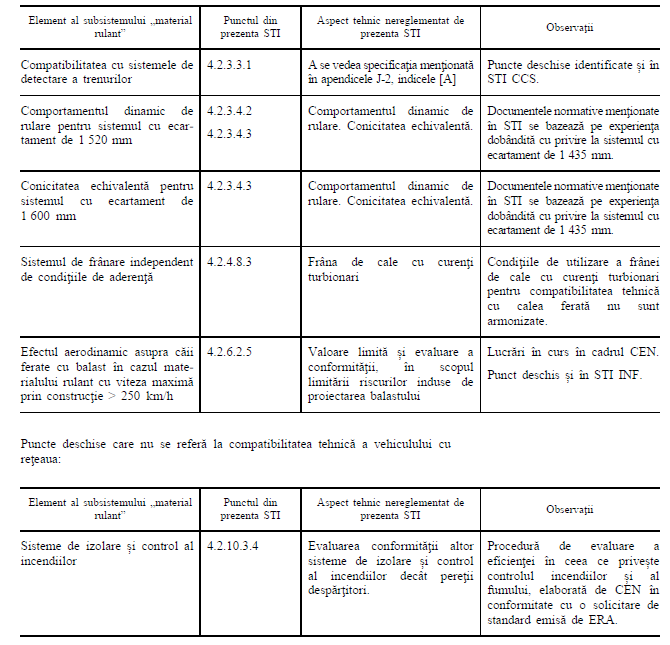 Element al subsistemului „material rulant” Punctul din prezenta STI Aspect tehnic nereglementat de prezenta STI Observații
Compatibilitatea cu sistemele de
detectare a trenurilor
4.2.3.3.1
A se vedea specificația menționată
în apendicele J-2, indicele [A]
Puncte deschise identificate și în
STI CCS.
Comportamentul dinamic de
rulare pentru sistemul cu ecar-
tament de 1 520 mm
4.2.3.4.2
4.2.3.4.3
Comportamentul dinamic de
rulare. Conicitatea echivalentă.
Documentele normative menționate
în STI se bazează pe experiența
dobândită cu privire la sistemul cu
ecartament de 1 435 mm.
Conicitatea echivalentă pentru
sistemul cu ecartament de
1 600 mm
4.2.3.4.3
Comportamentul dinamic de
rulare. Conicitatea echivalentă.
Documentele normative menționate
în STI se bazează pe experiența
dobândită cu privire la sistemul cu
ecartament de 1 435 mm.
Sistemul de frânare independent
de condițiile de aderență
4.2.4.8.3
Frâna de cale cu curenți
turbionari
Condițiile de utilizare a frânei
de cale cu curenți turbionari
pentru compatibilitatea tehnică
cu calea ferată nu sunt
armonizate.
Efectul aerodinamic asupra căii
ferate cu balast în cazul mate-
rialului rulant cu viteza maximă
prin construcție > 250 km/h
4.2.6.2.5
Valoare limită și evaluare a
conformității, în scopul
limitării riscurilor induse de
proiectarea balastului
Lucrări în curs în cadrul CEN.
Punct deschis și în STI INF.
Puncte deschise care nu se referă la compatibilitatea tehnică a vehiculului cu
rețeaua:
Element al subsistemului „material
rulant”
Punctul din
prezenta STI
Aspect tehnic nereglementat de
prezenta STI
Observații
Sisteme de izolare și control al
incendiilor
4.2.10.3.4
Evaluarea conformității altor
sisteme de izolare și control
al incendiilor decât pereții
despărțitori.
Procedură de evaluare a
eficienței în ceea ce privește
controlul incendiilor și al
fumului, elaborată de CEN în
conformitate cu o solicitare de
standard emisă de ERA.